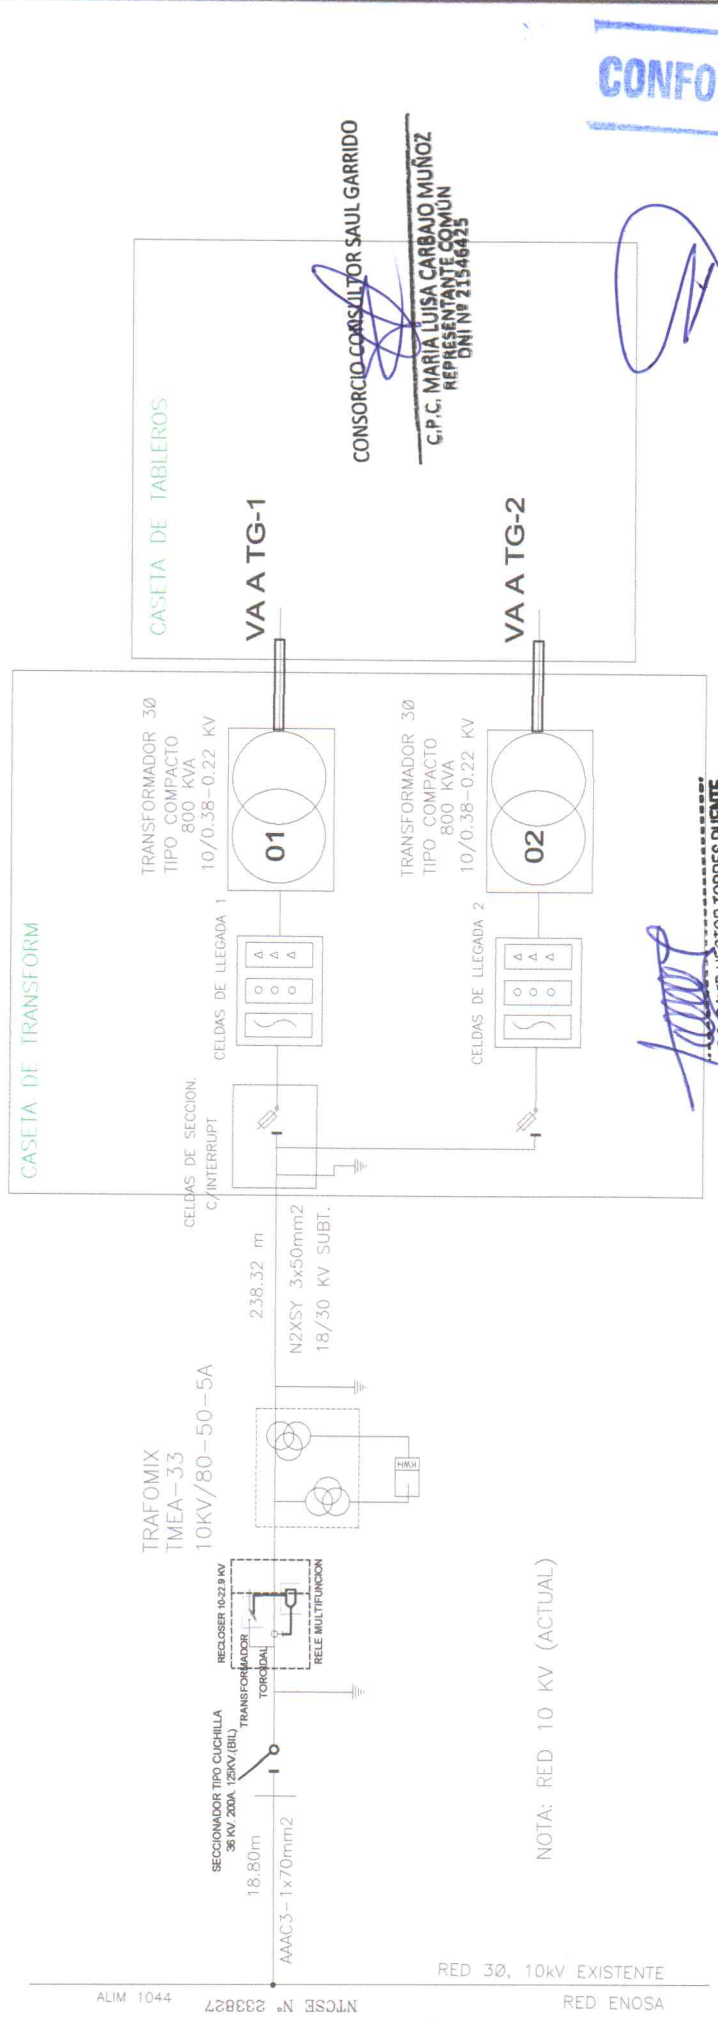 ALIM 1044
NTCSE N° 233827
RED 3Ø, 10kV EXISTENTE
RED ENOSA
18.80m
AAAC3-1x70mm2
SECCIONADOR TIPO CUCHILLA
36 KV. 200A. 125KV.(BIL)
RECLOSER 10-22.9 KV
TRANSFORMADOR
TOROIDAL
RELE MULTIFUNCION
NOTA: RED 10 KV (ACTUAL)
TRAFOMIX
TMEA-33
10KV/80-50-5A
KWH
238.32 m
N2XSY 3x50mm2
18/30 KV SUBT.
CASETA DE TRANSFORM
CELDAS DE SECCION.
C/INTERRUPT
CELDAS DE LLEGADA 1
TRANSFORMADOR 3Ø
TIPO COMPACTO
800 KVA
10/0.38-0.22 KV
01
CELDAS DE LLEGADA 2
TRANSFORMADOR 3Ø
TIPO COMPACTO
800 KVA
10/0.38-0.22 KV
02
CASETA DE TABLEROS
VA A TG-1
VA A TG-2
CONSORCIO CONSULTOR SAUL GARRIDO
C.P.C. MARIA LUISA CARBAJO MUÑOZ
REPRESENTANTE COMÚN
DNI Nº 21546425
TORRES PUENTE
CONFO